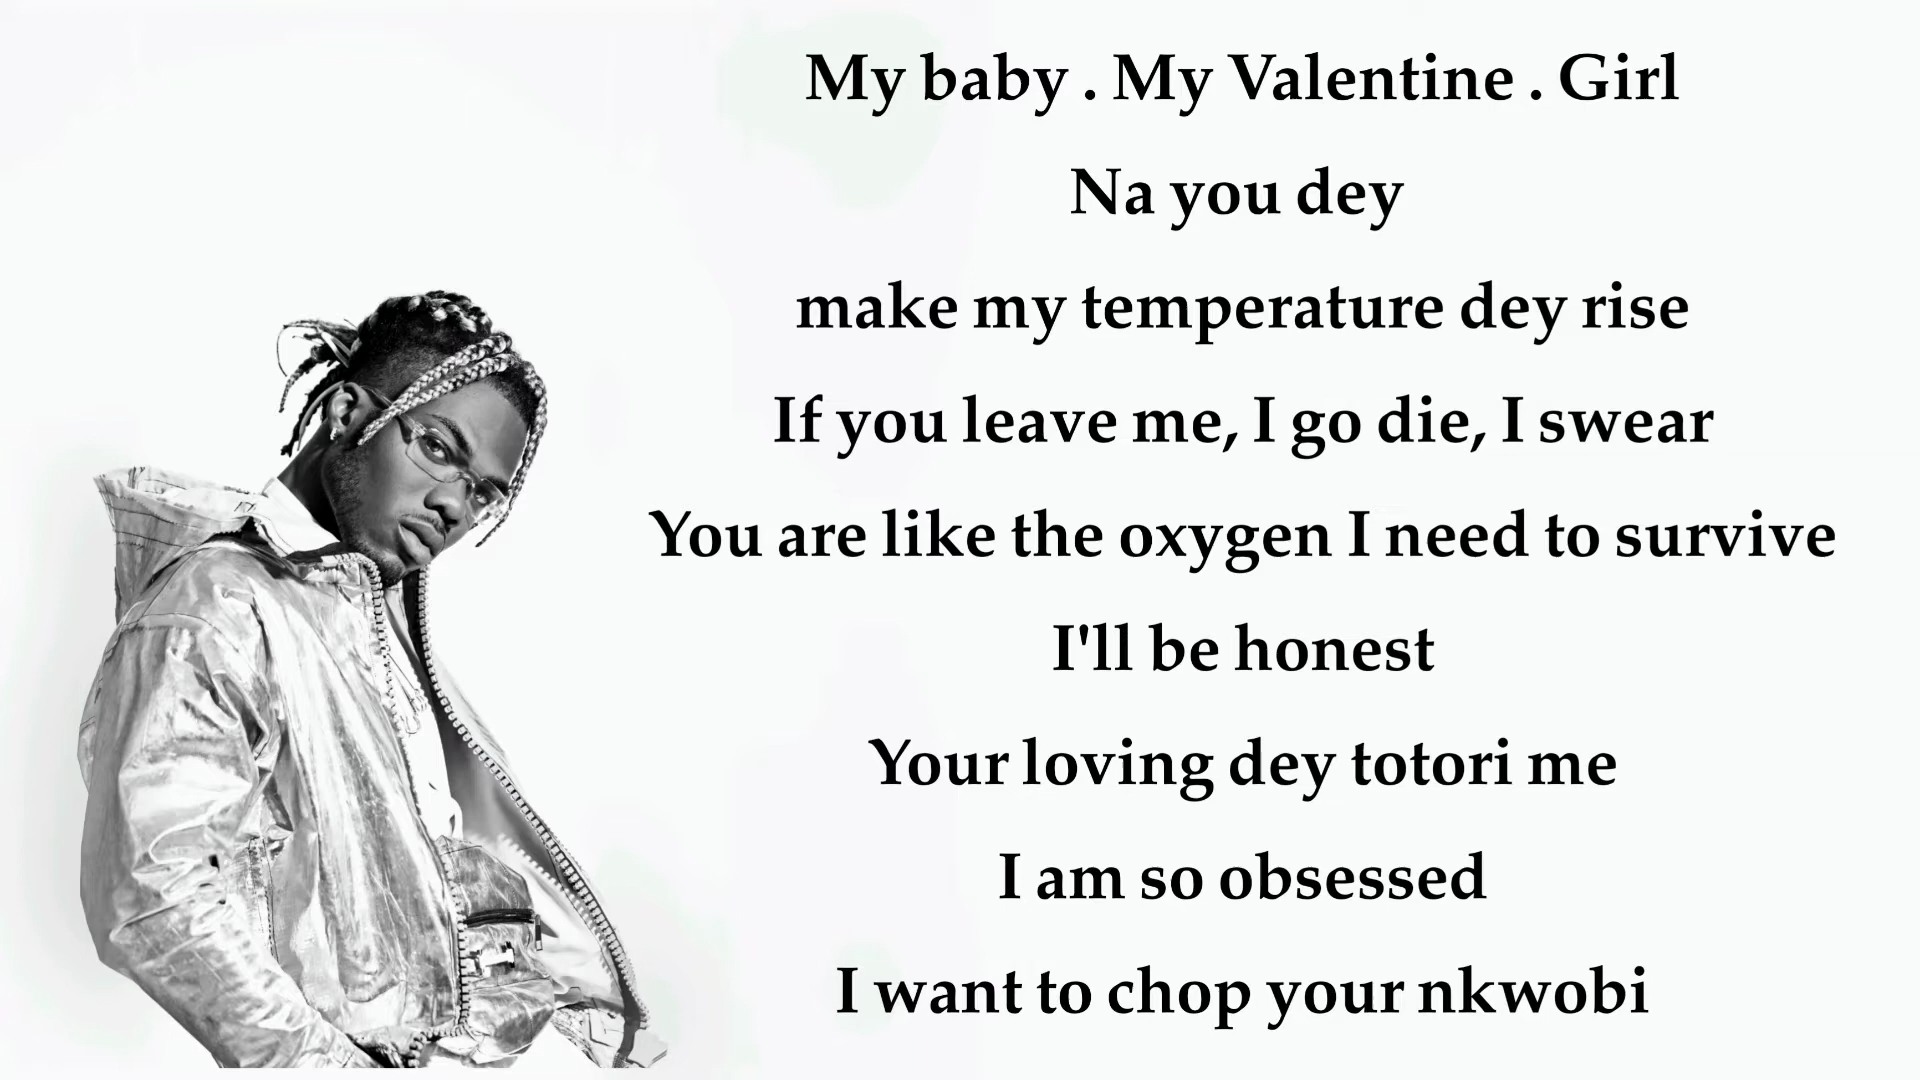 My baby . My Valentine . Girl
Na you dey
make my temperature dey rise
If you leave me, I go die, I swear
You are like the oxygen I need to survive
I'll be honest
Your loving dey totori me
I am so obsessed
I want to chop your nkwobi